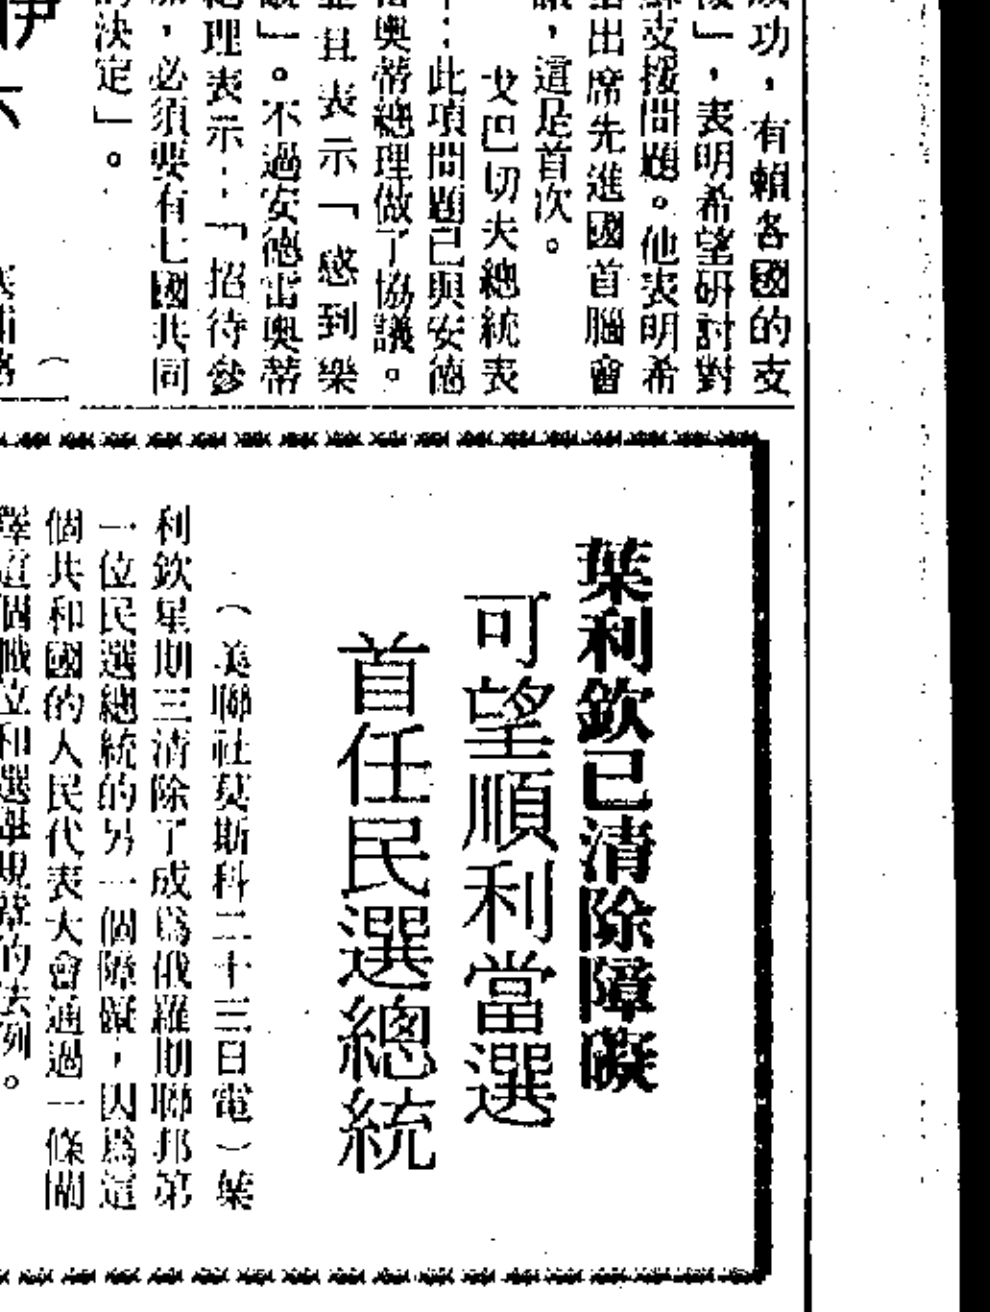 成功，有賴各國的支
」，表明希望研討對
蘇支援問題。他表明希
出席先進國首腦會
議，這是首次。
戈巴切夫總統表
：此項問題已與安德
奧蒂總理做了協議。
並且表示「感到樂
」。不過安德雷奧蒂
總理表示：「招待參
加，必須要有七國共同
的決定」。
伊
葉利欽已清除障礙
可望順利當選
首任民選總統
（美聯社莫斯科二十三日電）葉
利欽星期三清除了成爲俄羅斯聯邦第
一位民選總統的另一個障礙，因爲這
個共和國的人民代表大會通過一條關
擇這個職位和選舉規登的法例。